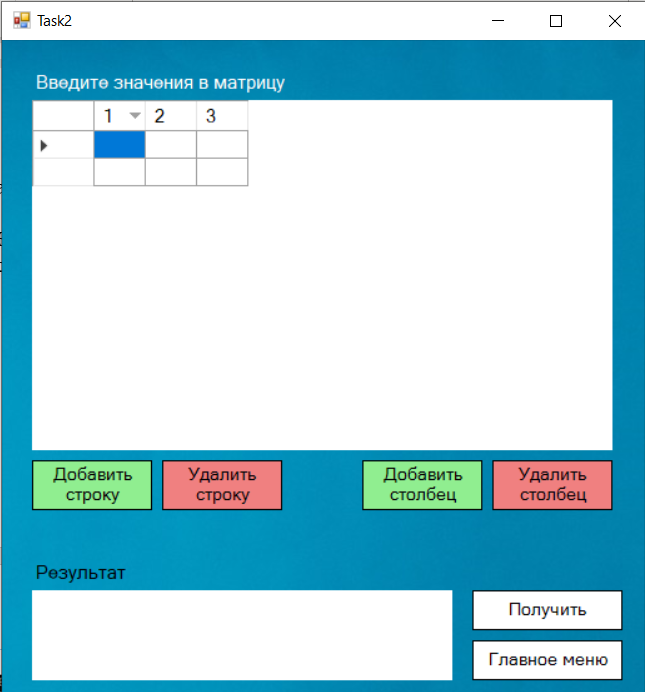 Task2
Введите значения в матрицу
1 2 3
Добавить строку
Удалить строку
Добавить столбец
Удалить столбец
Результат
Получить
Главное меню